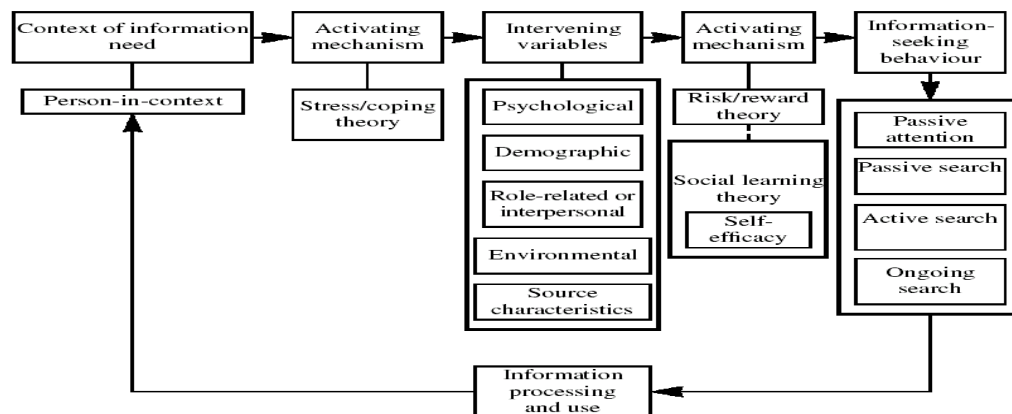 Context of information
need
Activating
mechanism
Intervening
variables
Activating
mechanism
Information-
seeking
behaviour
Person-in-context
Stress/coping
theory
Psychological
Demographic
Role-related or
interpersonal
Environmental
Source
characteristics
Risk/reward
theory
Social learning
theory
Self-
efficacy
Passive
attention
Passive search
Active search
Ongoing
search
Information
processing
and use